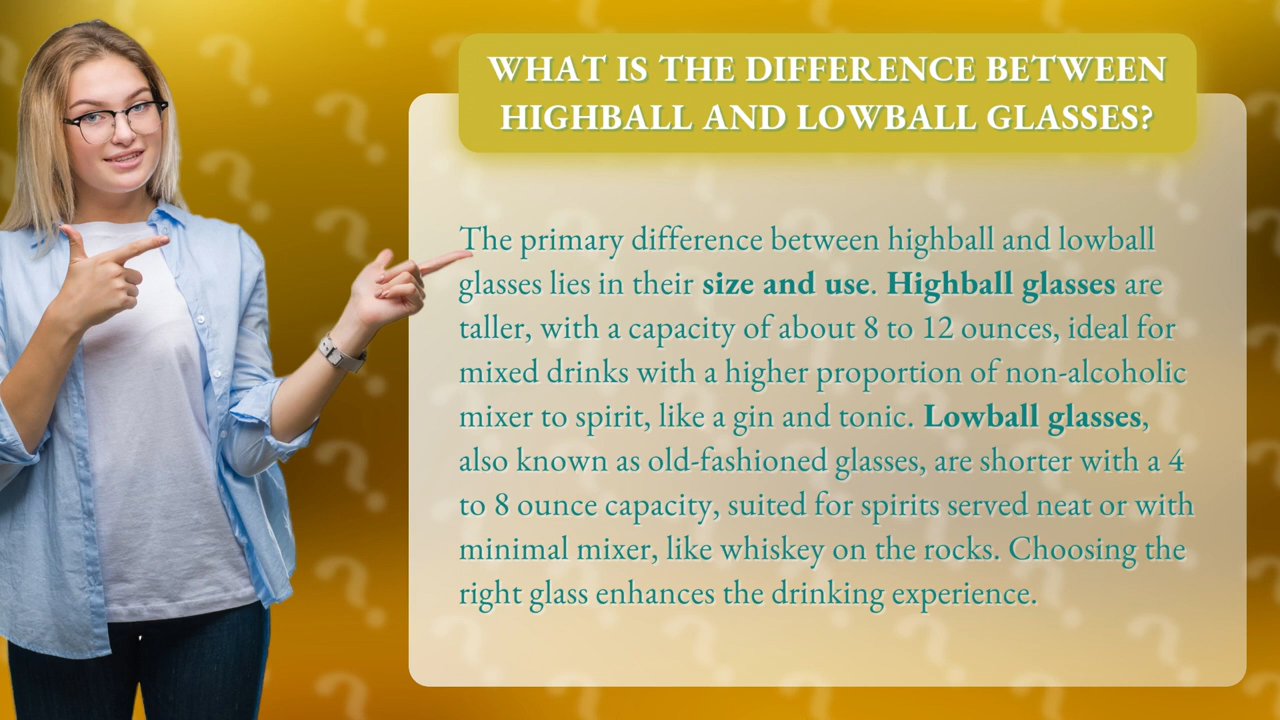 WHAT IS THE DIFFERENCE BETWEEN
HIGHBALL AND LOWBALL GLASSES?
The primary difference between highball and lowball
glasses lies in their size and use. Highball glasses are
taller, with a capacity of about 8 to 12 ounces, ideal for
mixed drinks with a higher proportion of non-alcoholic
mixer to spirit, like a gin and tonic. Lowball glasses,
also known as old-fashioned glasses, are shorter with a 4
to 8 ounce capacity, suited for spirits served neat or with
minimal mixer, like whiskey on the rocks. Choosing the
right glass enhances the drinking experience.